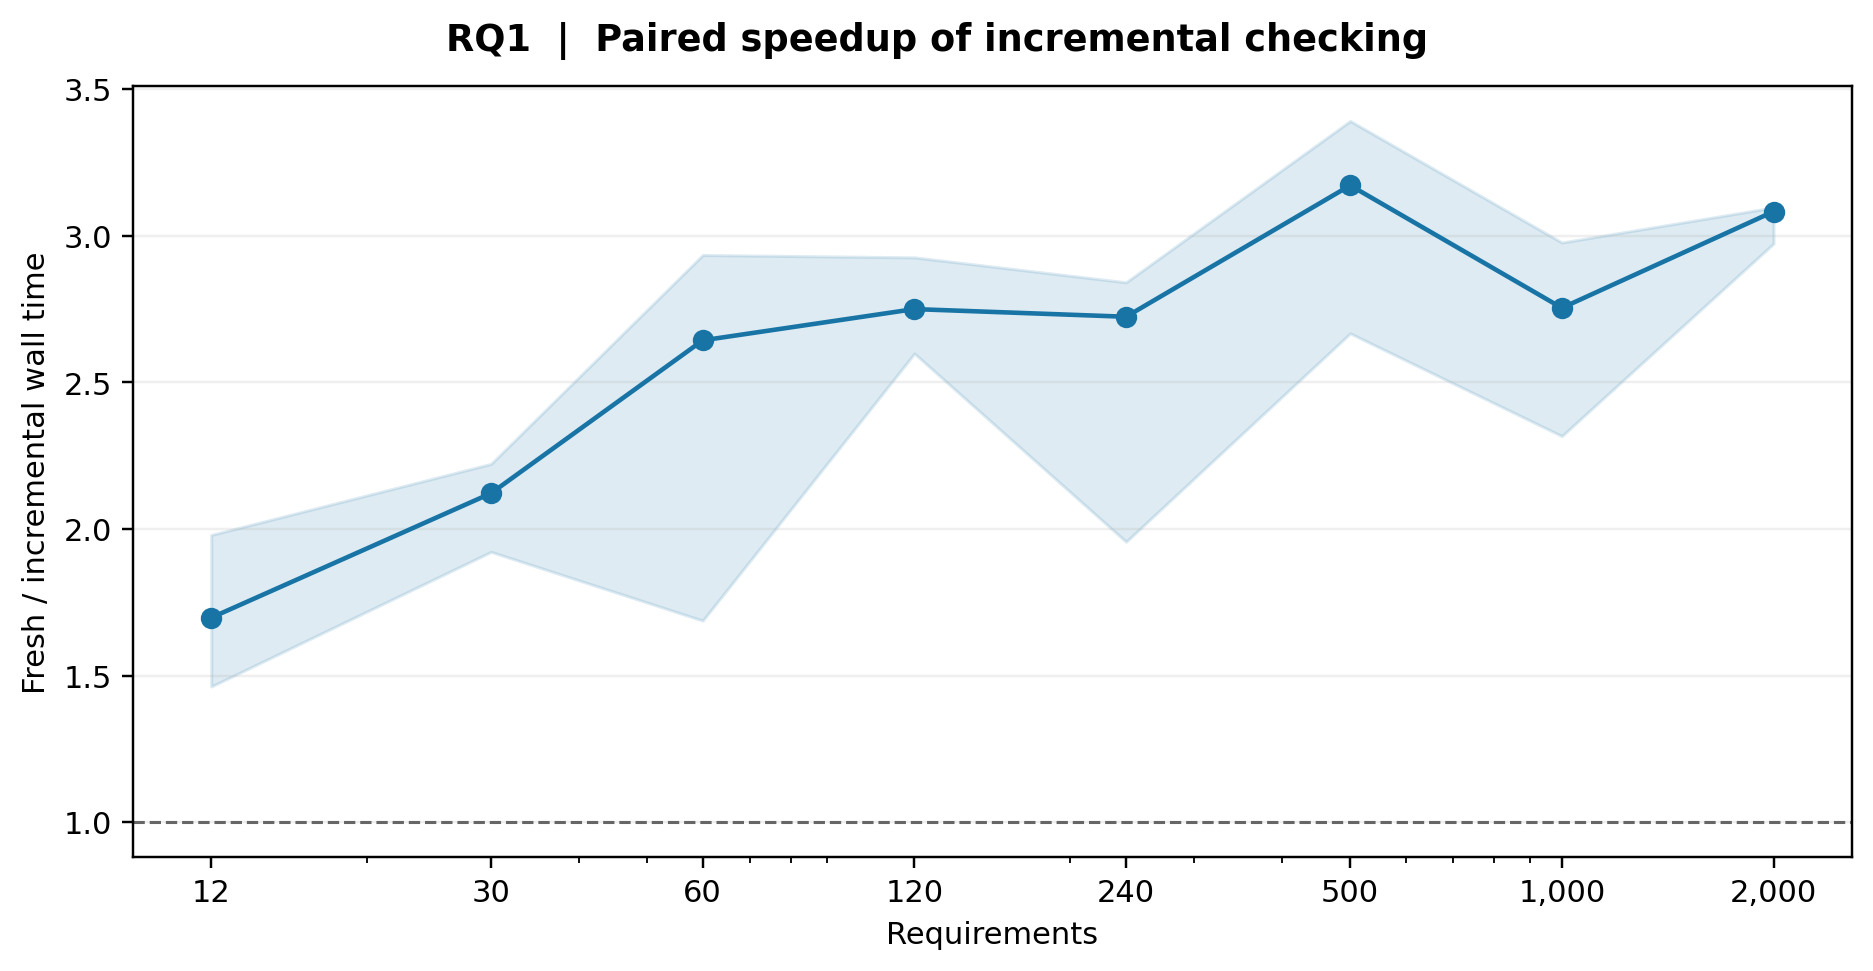 RQ1 | Paired speedup of incremental checking
Fresh / incremental wall time
3.5
3.0
2.5
2.0
1.5
1.0
12 30 60 120 240 500 1,000 2,000
Requirements